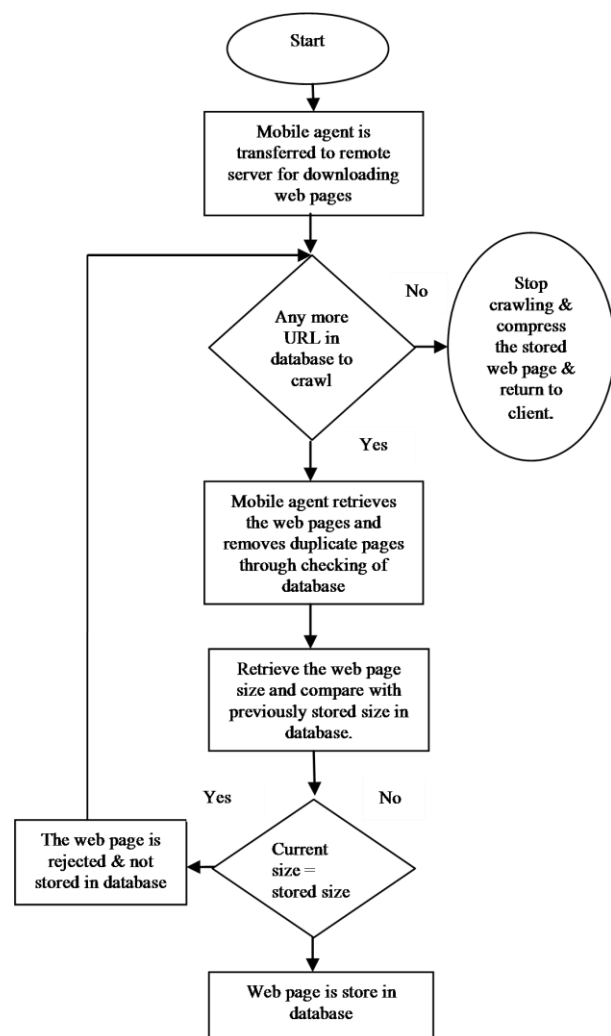 Start
Mobile agent is
transferred to remote
server for downloading
web pages
No
Stop
crawling &
compress
the stored
web page &
return to
client.
Any more
URL in
database to
crawl
Yes
Mobile agent retrieves
the web pages and
removes duplicate pages
through checking of
database
Retrieve the web page
size and compare with
previously stored size in
database.
Yes
No
The web page is
rejected & not
stored in database
Current
size =
stored size
Web page is store in
database